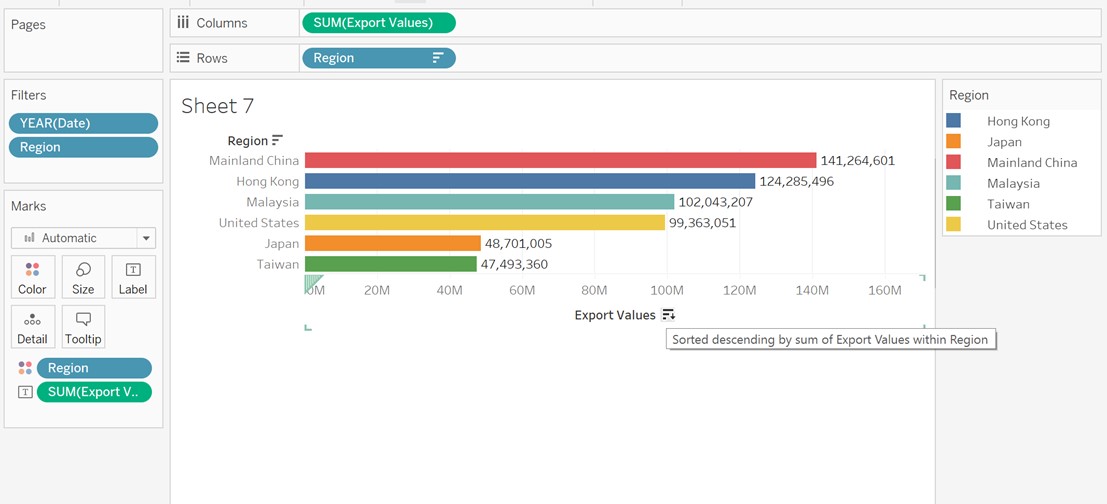 Pages
Columns
SUM(Export Values)
Rows
Region
Filters
YEAR(Date)
Region
Marks
Automatic
Color
Size
Label
Detail
Tooltip
Region
SUM(Export V..
Sheet 7
Region
Mainland China 141,264,601
Hong Kong 124,285,496
Malaysia 102,043,207
United States 99,363,051
Japan 48,701,005
Taiwan 47,493,360
0M 20M 40M 60M 80M 100M 120M 140M 160M
Export Values
Sorted descending by sum of Export Values within Region
Region
Hong Kong
Japan
Mainland China
Malaysia
Taiwan
United States